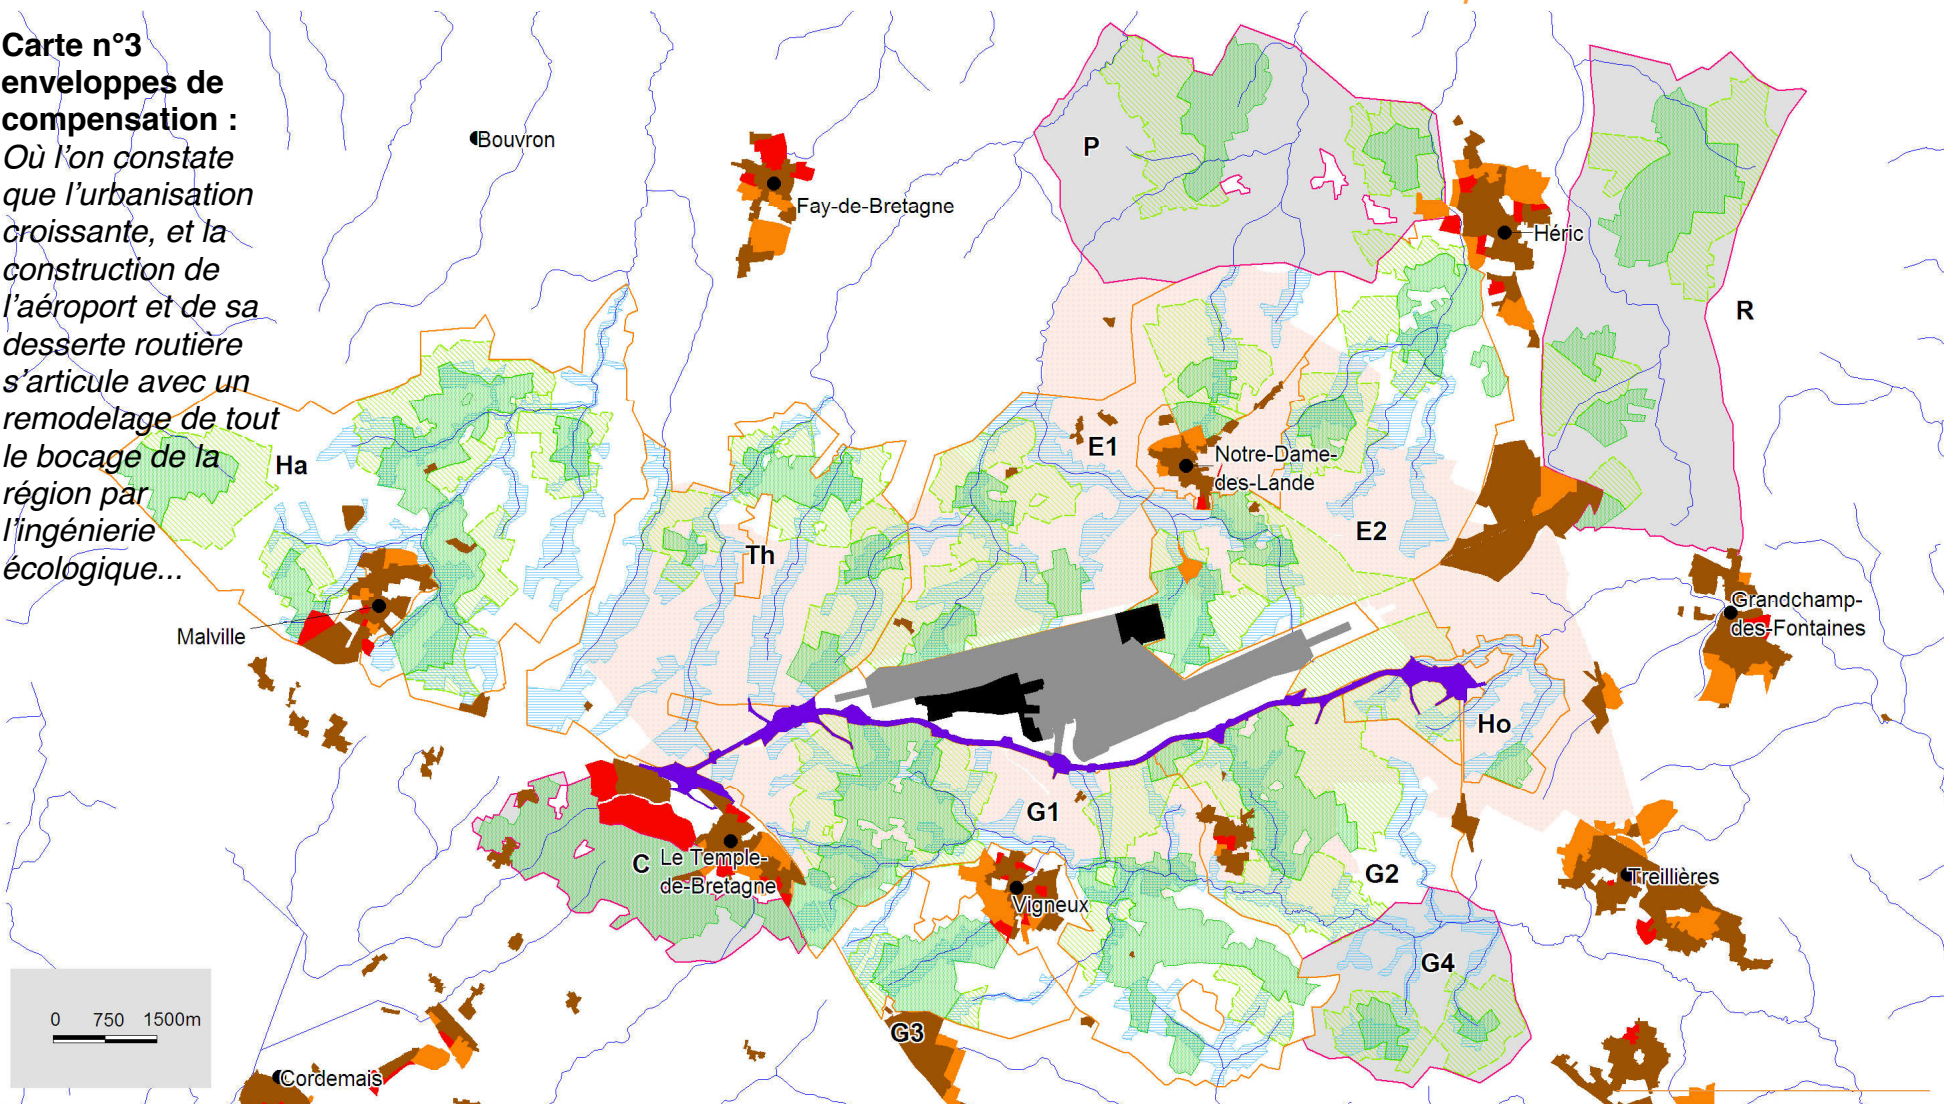 Carte n°3
enveloppes de
compensation :
Où l'on constate
que l'urbanisation
croissante, et la
construction de
l'aéroport et de sa
desserte routière
s'articule avec un
remodelage de tout
le bocage de la
région par
l'ingénierie
écologique...
Bouvron
Fay-de-Bretagne
P
Héric
R
Ha
E1
Notre-Dame-
des-Lande
E2
Th
Malville
Grandchamp-
des-Fontaines
Ho
G1
C
Le Temple-
de-Bretagne
Vigneux
G2
Treillières
G4
G3
0 750 1500m
Cordemais